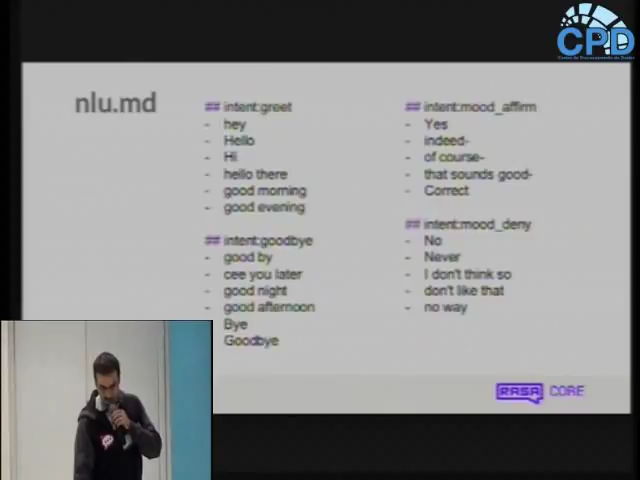 CPD
nlu.md
## intent:greet
- hey
- Hello
- Hi
- hello there
- good morning
- good evening
## intent:goodbye
- good by
- cee you later
- good night
- good afternoon
Bye
Goodbye
## intent:mood_affirm
- Yes
- indeed-
- of course-
- that sounds good-
- Correct
## intent:mood_deny
- No
- Never
- I don't think so
- don't like that
- no way
RASA CORE